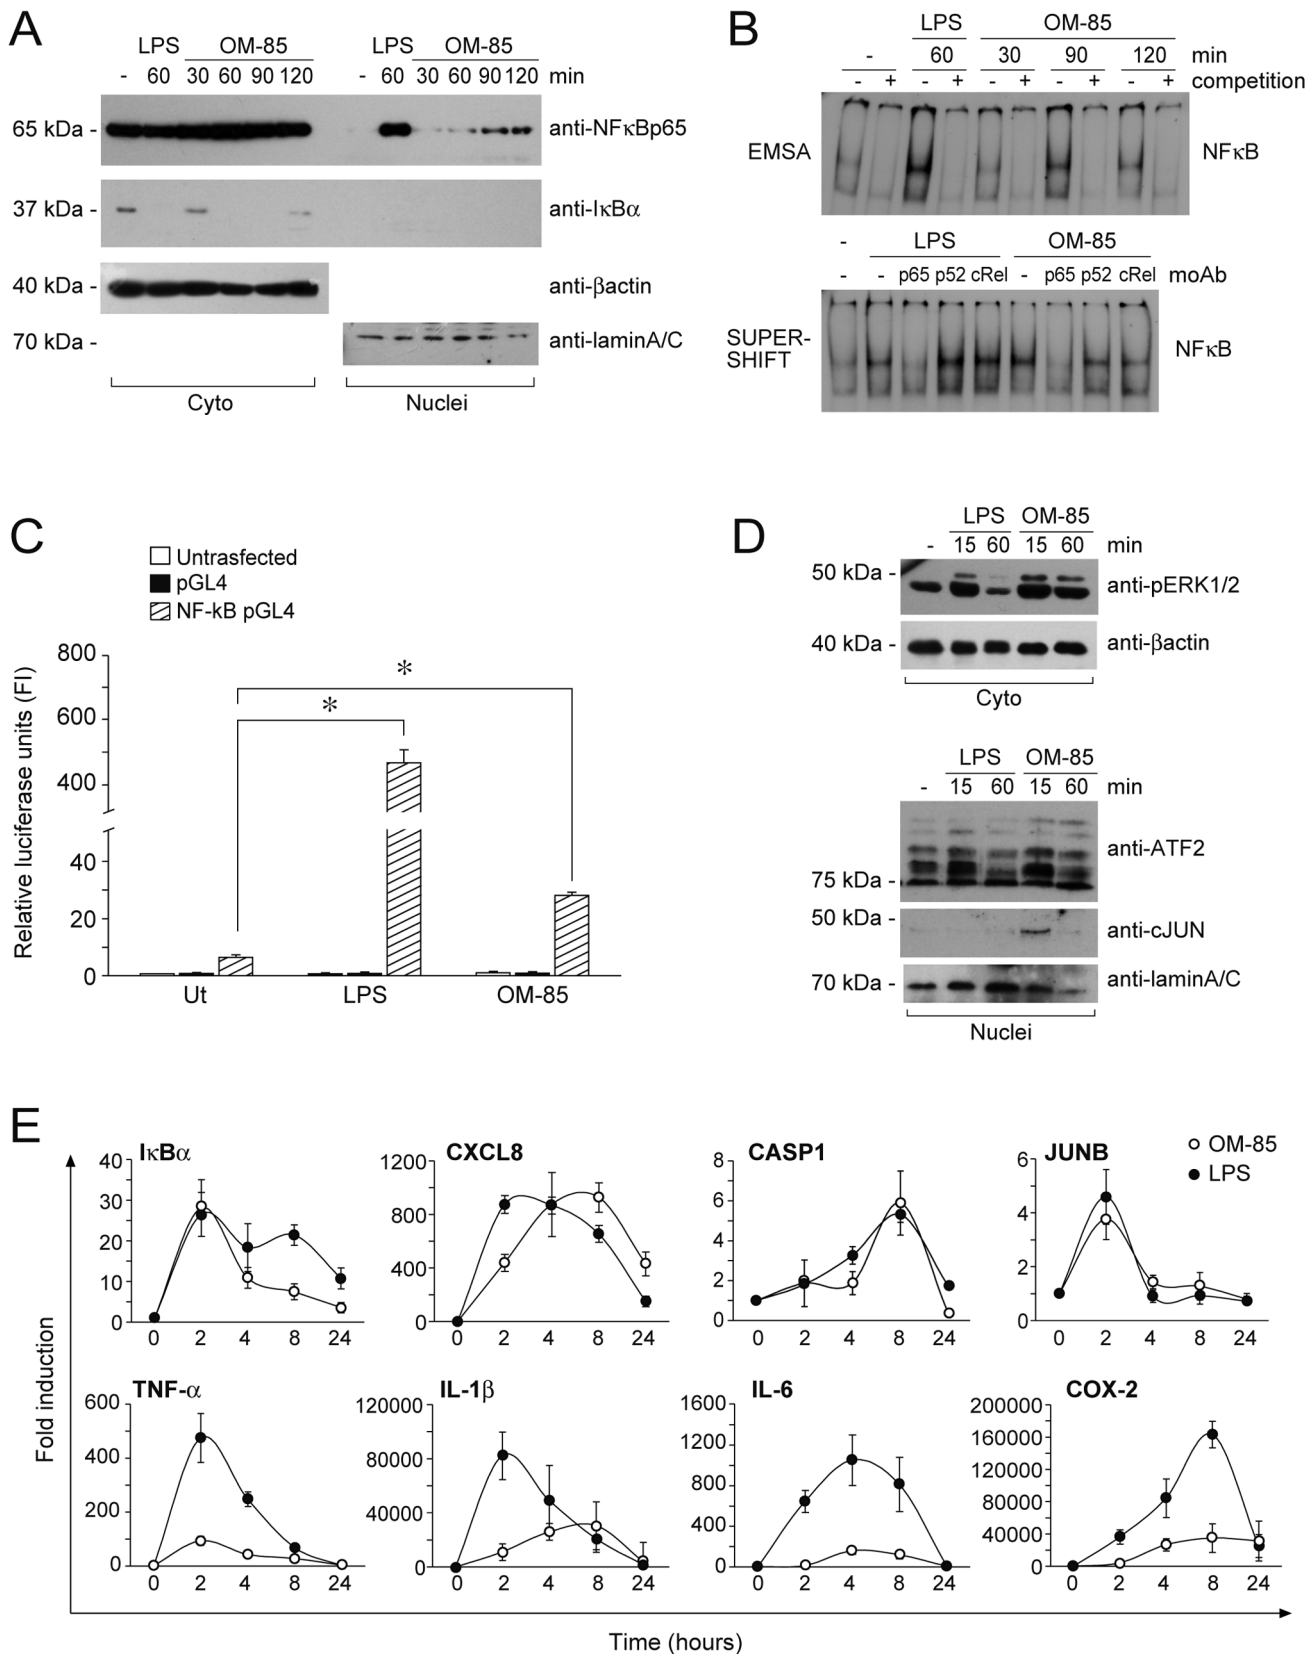 A
LPS OM-85 LPS OM-85
- 60 30 60 90 120 - 60 30 60 90 120 min
65 kDa - anti-NFκBp65
37 kDa - anti-IκBα
40 kDa - anti-βactin
70 kDa - anti-laminA/C
Cyto Nuclei
B
LPS OM-85
- 60 30 90 120 min
- + - + - + - + - + competition
EMSA NFκB
- LPS OM-85
- - p65 p52 cRel - p65 p52 cRel moAb
SUPER-
SHIFT
NFκB
C
Untrasfected
pGL4
NF-kB pGL4
Relative luciferase units (FI)
800
600
400
40
20
0
* *
Ut LPS OM-85
D
LPS OM-85
- 15 60 15 60 min
50 kDa - anti-pERK1/2
40 kDa - anti-βactin
Cyto
LPS OM-85
- 15 60 15 60 min
anti-ATF2
75 kDa -
50 kDa -
anti-cJUN
70 kDa - anti-laminA/C
Nuclei
E
Fold induction
IκBα
40
30
20
10
0
0 2 4 8 24
CXCL8
1200
800
400
0
0 2 4 8 24
CASP1
8
6
4
2
0
0 2 4 8 24
JUNB
6
4
2
0
0 2 4 8 24
OM-85
LPS
TNF-α
600
400
200
0
0 2 4 8 24
IL-1β
120000
80000
40000
0
0 2 4 8 24
IL-6
1600
1200
800
400
0
0 2 4 8 24
COX-2
200000
160000
120000
80000
40000
0
0 2 4 8 24
Time (hours)